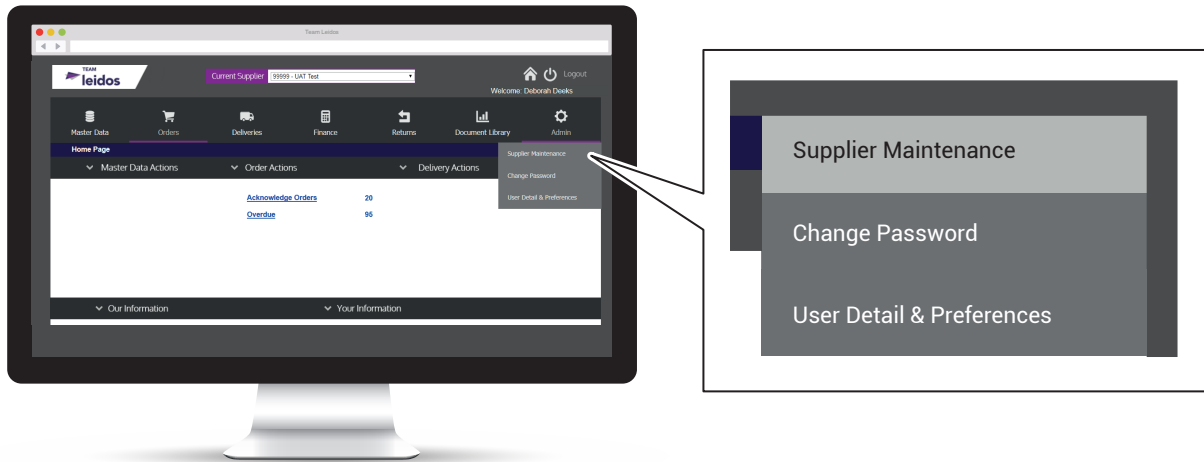 Team Leidos
TEAM
leidos
Current Supplier 99999 - UAT Test
Logout
Welcome: Deborah Deeks
Master Data Orders Deliveries Finance Returns Document Library Admin
Home Page
Master Data Actions Order Actions Delivery Actions
Supplier Maintenance
Change Password
User Detail & Preferences
Acknowledge Orders 20
Overdue 95
Our Information Your Information
Supplier Maintenance
Change Password
User Detail & Preferences